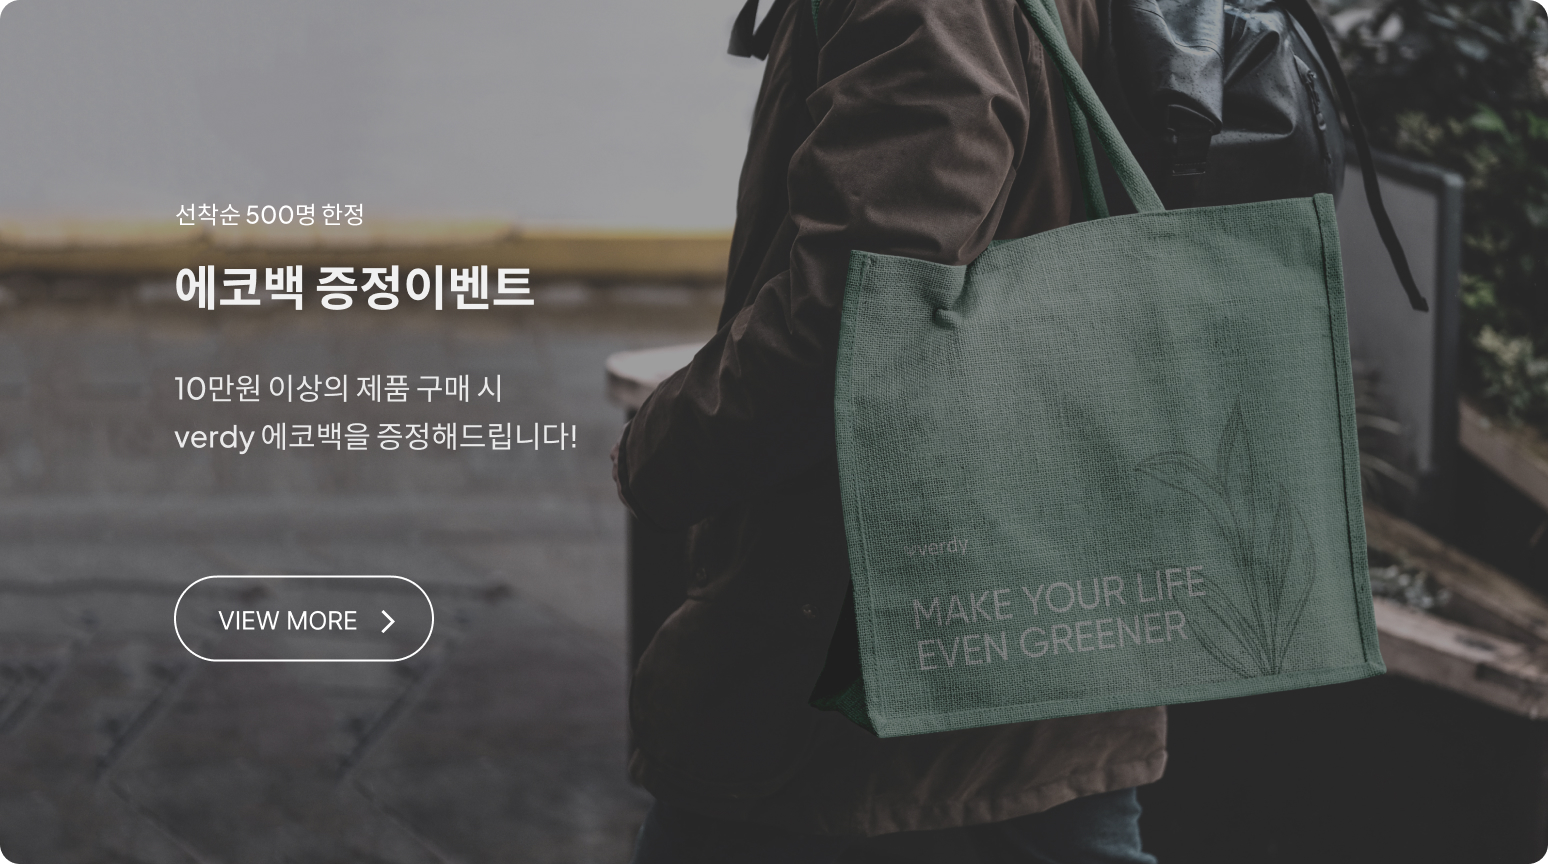 선착순 500명 한정
에코백 증정이벤트
10만원 이상의 제품 구매 시
verdy 에코백을 증정해드립니다!
VIEW MORE
verdy
MAKE YOUR LIFE
EVEN GREENER